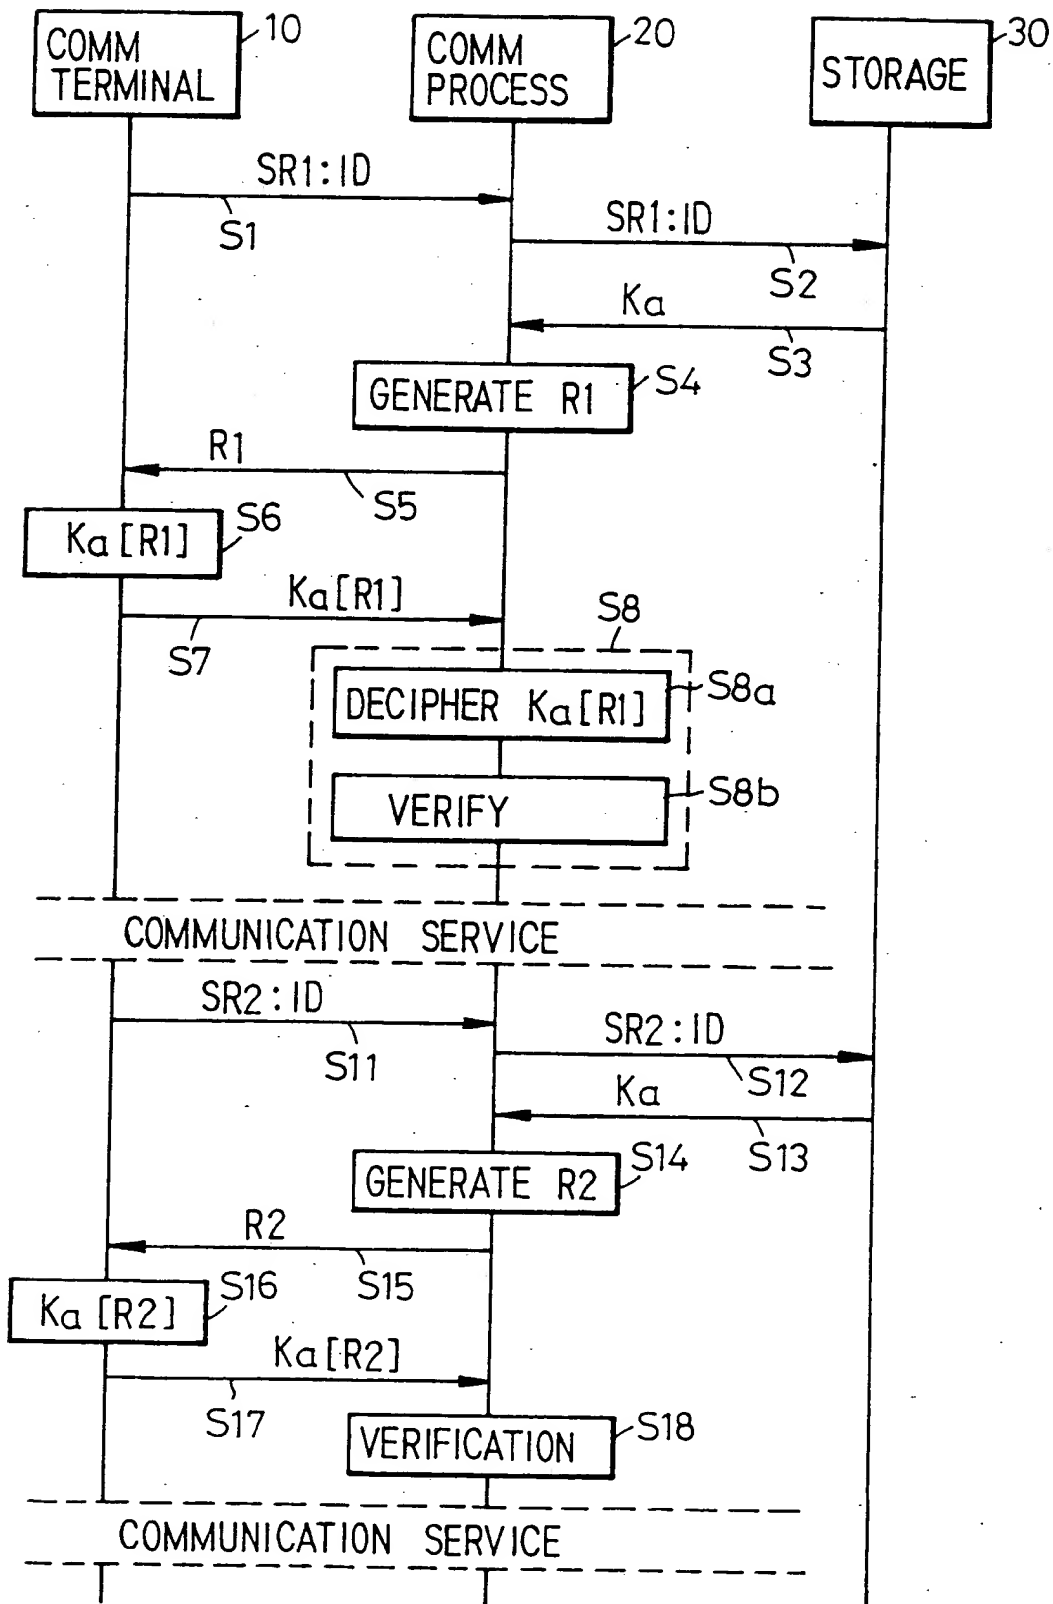 COMM
TERMINAL
10
COMM
PROCESS
20
STORAGE
30
SR1:ID
S1
SR1:ID
S2
Ka
S3
GENERATE R1
S4
R1
S5
Ka[R1]
S6
Ka[R1]
S7
S8
DECIPHER Ka[R1]
S8a
VERIFY
S8b
COMMUNICATION SERVICE
SR2:ID
S11
SR2:ID
S12
Ka
S13
GENERATE R2
S14
R2
S15
Ka[R2]
S16
Ka[R2]
S17
VERIFICATION
S18
COMMUNICATION SERVICE